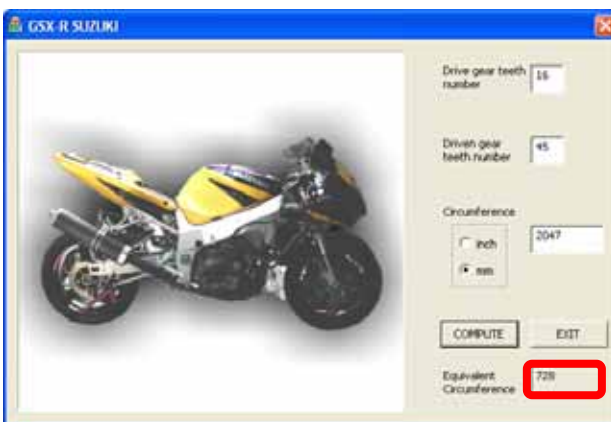 GSX-R SUZUKI
Drive gear teeth
number
16
Driven gear
teeth number
45
Circumference
inch
mm
2047
COMPUTE
EXIT
Equivalent
Circumference
728